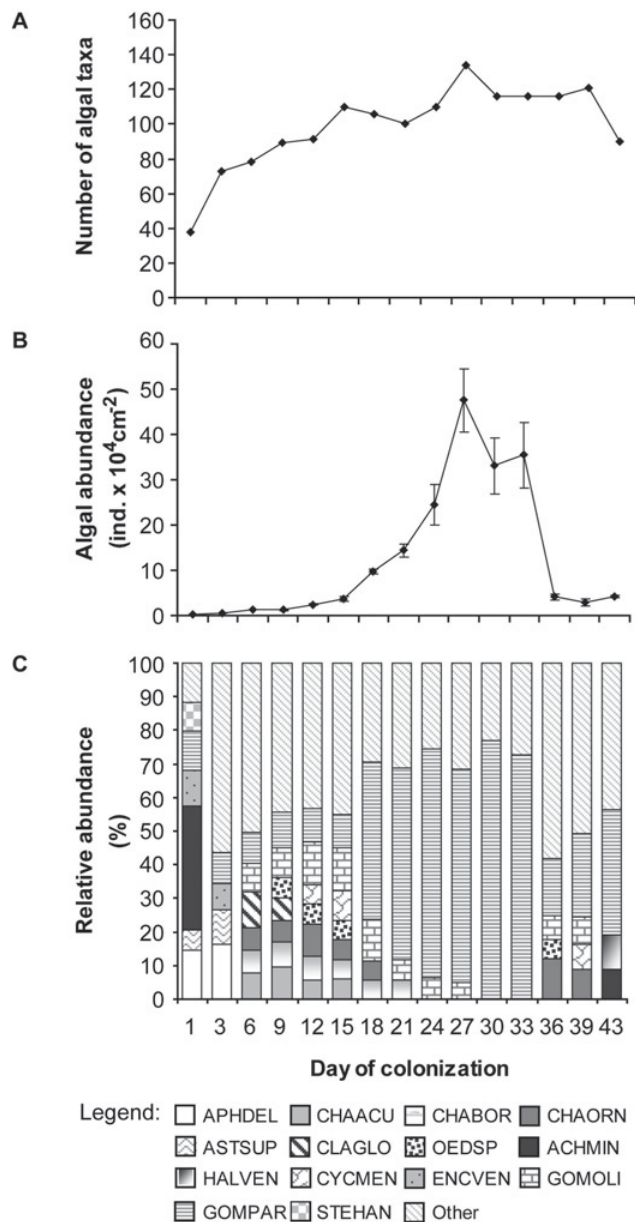 A
Number of algal taxa
160
140
120
100
80
60
40
20
0
B
Algal abundance
(ind. x 10⁴cm⁻²)
60
50
40
30
20
10
0
C
Relative abundance
(%)
100
90
80
70
60
50
40
30
20
10
0
1 3 6 9 12 15 18 21 24 27 30 33 36 39 43
Day of colonization
Legend: APHDEL CHAACU CHABOR CHAORN
ASTSUP CLAGLO OEDSP ACHMIN
HALVEN CYCMEN ENCVEN GOMOLI
GOMPAR STEHAN Other